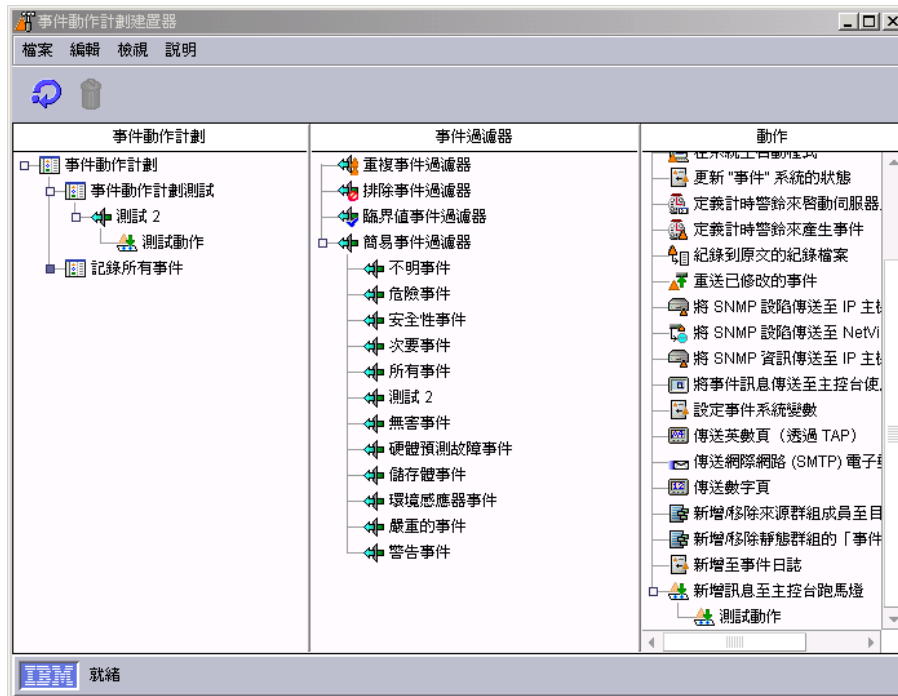 事件動作計劃建置器
檔案 編輯 檢視 說明
事件動作計劃
事件動作計劃
事件動作計劃測試
測試 2
測試動作
記錄所有事件
事件過濾器
重複事件過濾器
排除事件過濾器
臨界值事件過濾器
簡易事件過濾器
不明事件
危險事件
安全性事件
次要事件
所有事件
測試 2
無害事件
硬體預測故障事件
儲存體事件
環境感應器事件
嚴重的事件
警告事件
動作
在系統上啟動程式
更新 "事件" 系統的狀態
定義計時警鈴來啓動伺服器
定義計時警鈴來產生事件
紀錄到原文的紀錄檔案
重送已修改的事件
將 SNMP 設陷傳送至 IP 主
將 SNMP 設陷傳送至 NetVi
將 SNMP 資訊傳送至 IP 主
將事件訊息傳送至主控台使
設定事件系統變數
傳送英數頁（透過 TAP）
傳送網際網路 (SMTP) 電子
傳送數字頁
新增/移除來源群組成員至目
新增/移除靜態群組的「事件
新增至事件日誌
新增訊息至主控台跑馬燈
測試動作
IBM 就緒